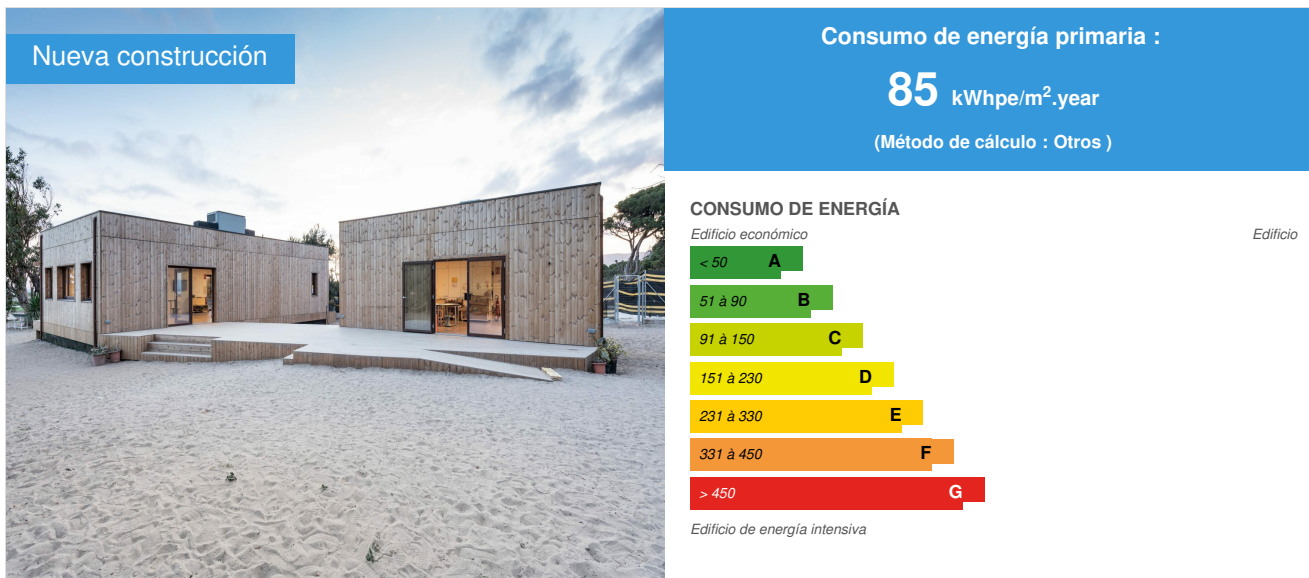 Nueva construcción
Consumo de energía primaria :
85 kWhpe/m².year
(Método de cálculo : Otros )
CONSUMO DE ENERGÍA
Edificio económico
Edificio
< 50 A
51 à 90 B
91 à 150 C
151 à 230 D
231 à 330 E
331 à 450 F
> 450 G
Edificio de energía intensiva